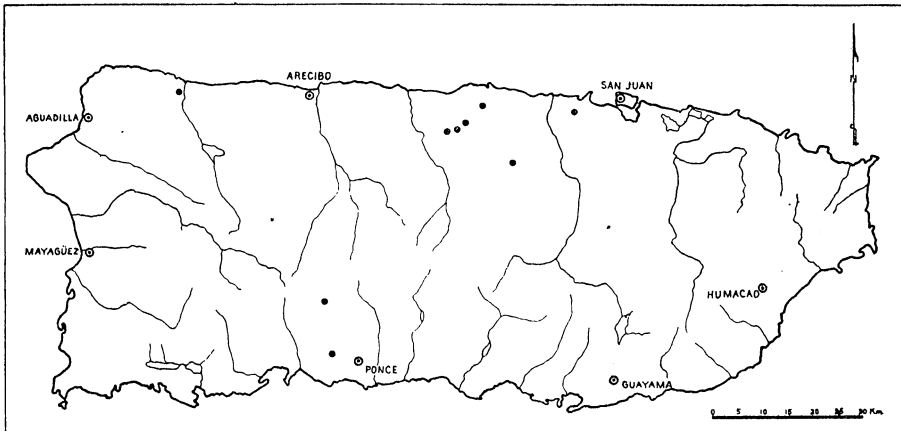 ARECIBO
SAN JUAN
N
AGUADILLA
MAYAGÜEZ
HUMACAO
PONCE
GUAYAMA
0 5 10 15 20 25 30 Km.